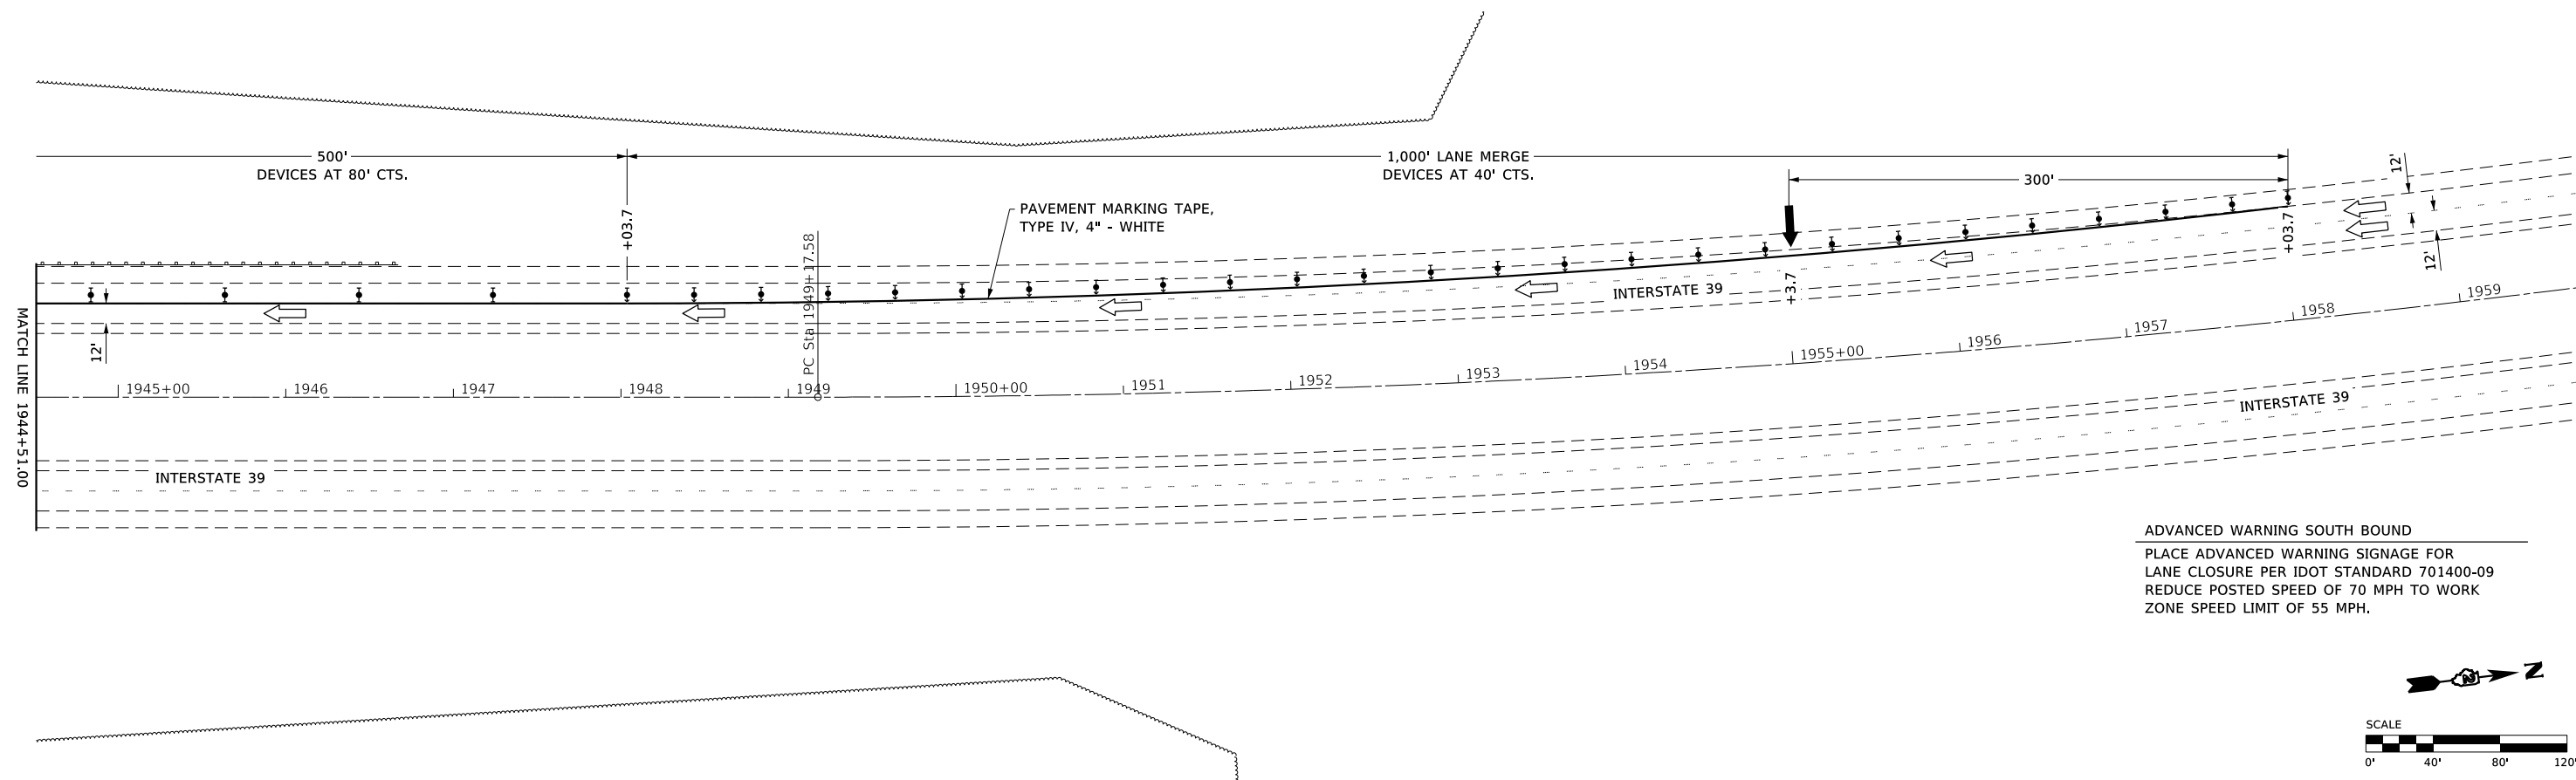 500'
DEVICES AT 80' CTS.
1,000' LANE MERGE
DEVICES AT 40' CTS.
300'
12'
12'
PAVEMENT MARKING TAPE,
TYPE IV, 4" - WHITE
+03.7
PC Sta 1949+17.58
+3.7
+03.7
INTERSTATE 39
MATCH LINE 1944+51.00
12'
1945+00
1946
1947
1948
1949
1950+00
1951
1952
1953
1954
1955+00
1956
1957
1958
1959
INTERSTATE 39
INTERSTATE 39
ADVANCED WARNING SOUTH BOUND
PLACE ADVANCED WARNING SIGNAGE FOR
LANE CLOSURE PER IDOT STANDARD 701400-09
REDUCE POSTED SPEED OF 70 MPH TO WORK
ZONE SPEED LIMIT OF 55 MPH.
N
SCALE
0' 40' 80' 120'